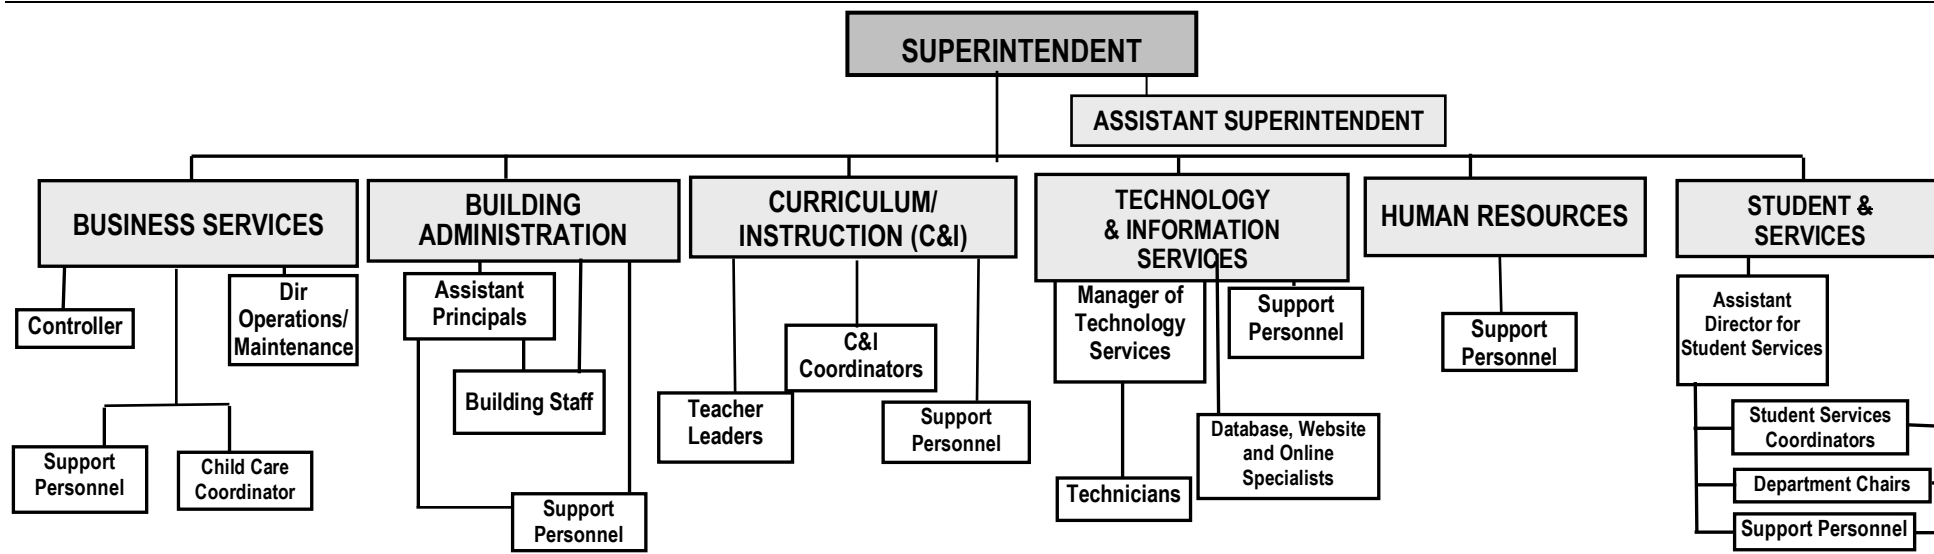 SUPERINTENDENT
ASSISTANT SUPERINTENDENT
BUSINESS SERVICES
BUILDING
ADMINISTRATION
CURRICULUM/
INSTRUCTION (C&I)
TECHNOLOGY
& INFORMATION
SERVICES
HUMAN RESOURCES
STUDENT &
SERVICES
Controller
Dir
Operations/
Maintenance
Support
Personnel
Child Care
Coordinator
Assistant
Principals
Building Staff
Support
Personnel
Teacher
Leaders
C&I
Coordinators
Support
Personnel
Manager of
Technology
Services
Support
Personnel
Technicians
Database, Website
and Online
Specialists
Support
Personnel
Assistant
Director for
Student Services
Student Services
Coordinators
Department Chairs
Support Personnel